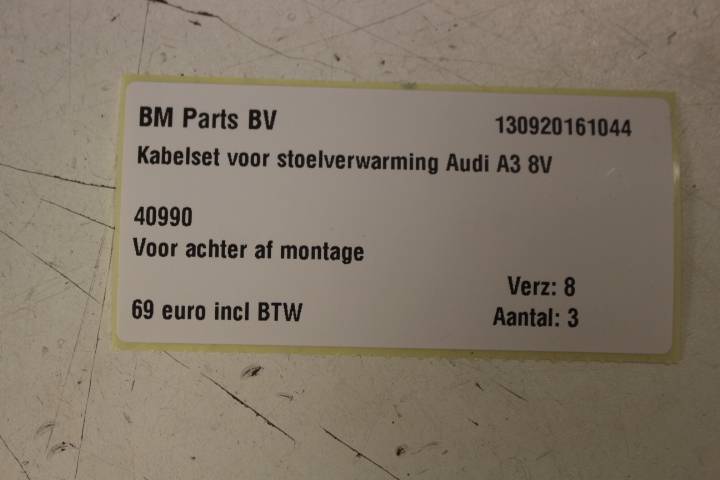 BM Parts BV 130920161044
Kabelset voor stoelverwarming Audi A3 8V
40990
Voor achter af montage
Verz: 8
69 euro incl BTW Aantal: 3